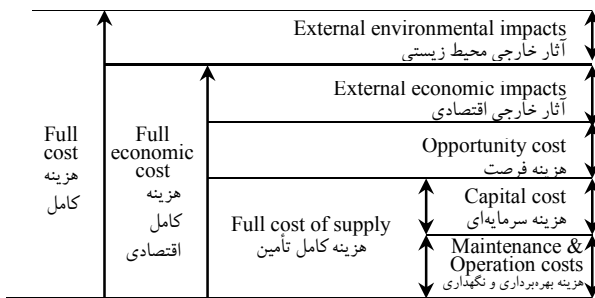 External environmental impacts
آثار خارجی محیط زیستی
External economic impacts
آثار خارجی اقتصادی
Opportunity cost
هزینه فرصت
Capital cost
هزینه سرمایه‌ای
Maintenance &
Operation costs
هزینه بهره‌برداری و نگهداری
Full cost of supply
هزینه کامل تأمین
Full
economic
cost
هزینه
کامل
اقتصادی
Full
cost
هزینه
کامل